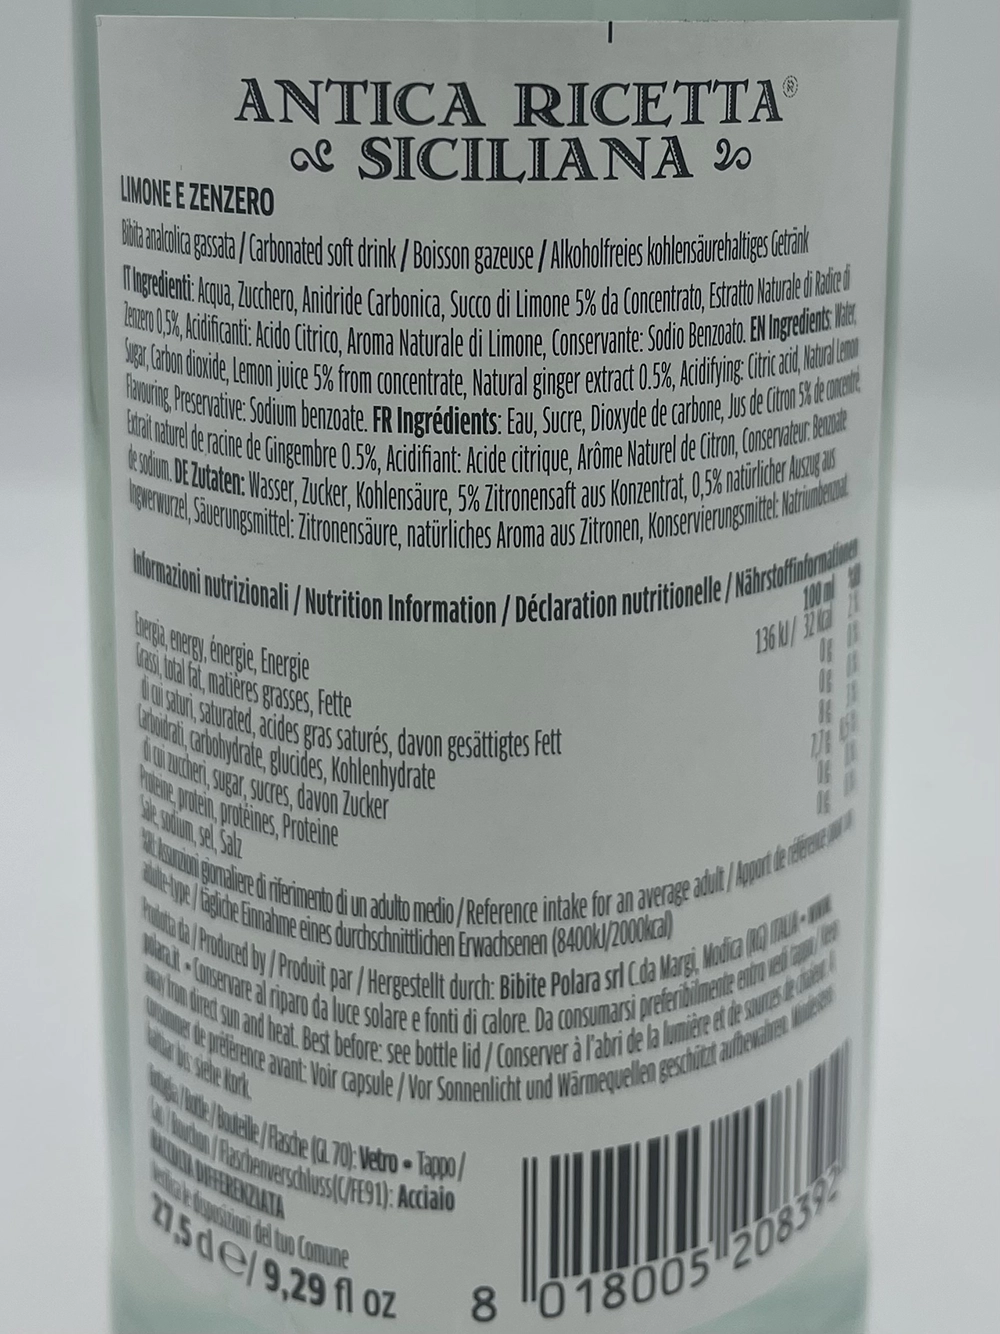 ANTICA RICETTA®
SICILIANA
LIMONE E ZENZERO
Bibita analcolica gassata / Carbonated soft drink / Boisson gazeuse / Alkoholfreies kohlensäurehaltiges Getränk
IT Ingredienti: Acqua, Zucchero, Anidride Carbonica, Succo di Limone 5% da Concentrato, Estratto Naturale di Radice di
Zenzero 0,5%, Acidificanti: Acido Citrico, Aroma Naturale di Limone, Conservante: Sodio Benzoato. EN Ingredients: Water,
Sugar, Carbon dioxide, Lemon juice 5% from concentrate, Natural ginger extract 0.5%, Acidifying: Citric acid, Natural Lemon
Flavouring, Preservative: Sodium benzoate. FR Ingrédients: Eau, Sucre, Dioxyde de carbone, Jus de Citron 5% de concentré,
Extrait naturel de racine de Gingembre 0.5%, Acidifiant: Acide citrique, Arôme Naturel de Citron, Conservateur: Benzoate
de sodium. DE Zutaten: Wasser, Zucker, Kohlensäure, 5% Zitronensaft aus Konzentrat, 0,5% natürlicher Auszug aus
Ingwerwurzel, Säuerungsmittel: Zitronensäure, natürliches Aroma aus Zitronen, Konservierungsmittel: Natriumbenzoat.
Informazioni nutrizionali / Nutrition Information / Déclaration nutritionelle / Nährstoffinformationen
100 ml
Energia, energy, énergie, Energie 136 kJ / 32 Kcal
Grassi, total fat, matières grasses, Fette 0g
di cui saturi, saturated, acides gras saturés, davon gesättigtes Fett 0g
Carboidrati, carbohydrate, glucides, Kohlenhydrate 8g
di cui zuccheri, sugar, sucres, davon Zucker 7,7g
Proteine, protein, protéines, Proteine 0g
Sale, sodium, sel, Salz 0g
Assunzioni giornaliere di riferimento di un adulto medio / Reference intake for an average adult / Apport de référence pour un
adulte-type / tägliche Einnahme eines durchschnittlichen Erwachsenen (8400kJ/2000kcal)
Prodotta da / Produced by / Produit par / Hergestellt durch: Bibite Polara srl C.da Margi, Modica (RG) ITALIA - www.
polara.it • Conservare al riparo da luce solare e fonti di calore. Da consumarsi preferibilmente entro vedi tappo / Keep
away from direct sun and heat. Best before: see bottle lid / Conserver à l'abri de la lumière et de sources de chaleur. A
consommer de préférence avant: Voir capsule / Vor Sonnenlicht und Wärmequellen geschützt aufbewahren. Mindestens
haltbar bis: siehe Kork.
Bottiglia / Bottle / Bouteille / Flasche (GL 70): Vetro • Tappo /
Cap / Bouchon / Flaschenverschluss(C/FE91): Acciaio
RACCOLTA DIFFERENZIATA
Verifica le disposizioni del tuo Comune
27,5 cl e / 9,29 fl oz
8 018005 208392